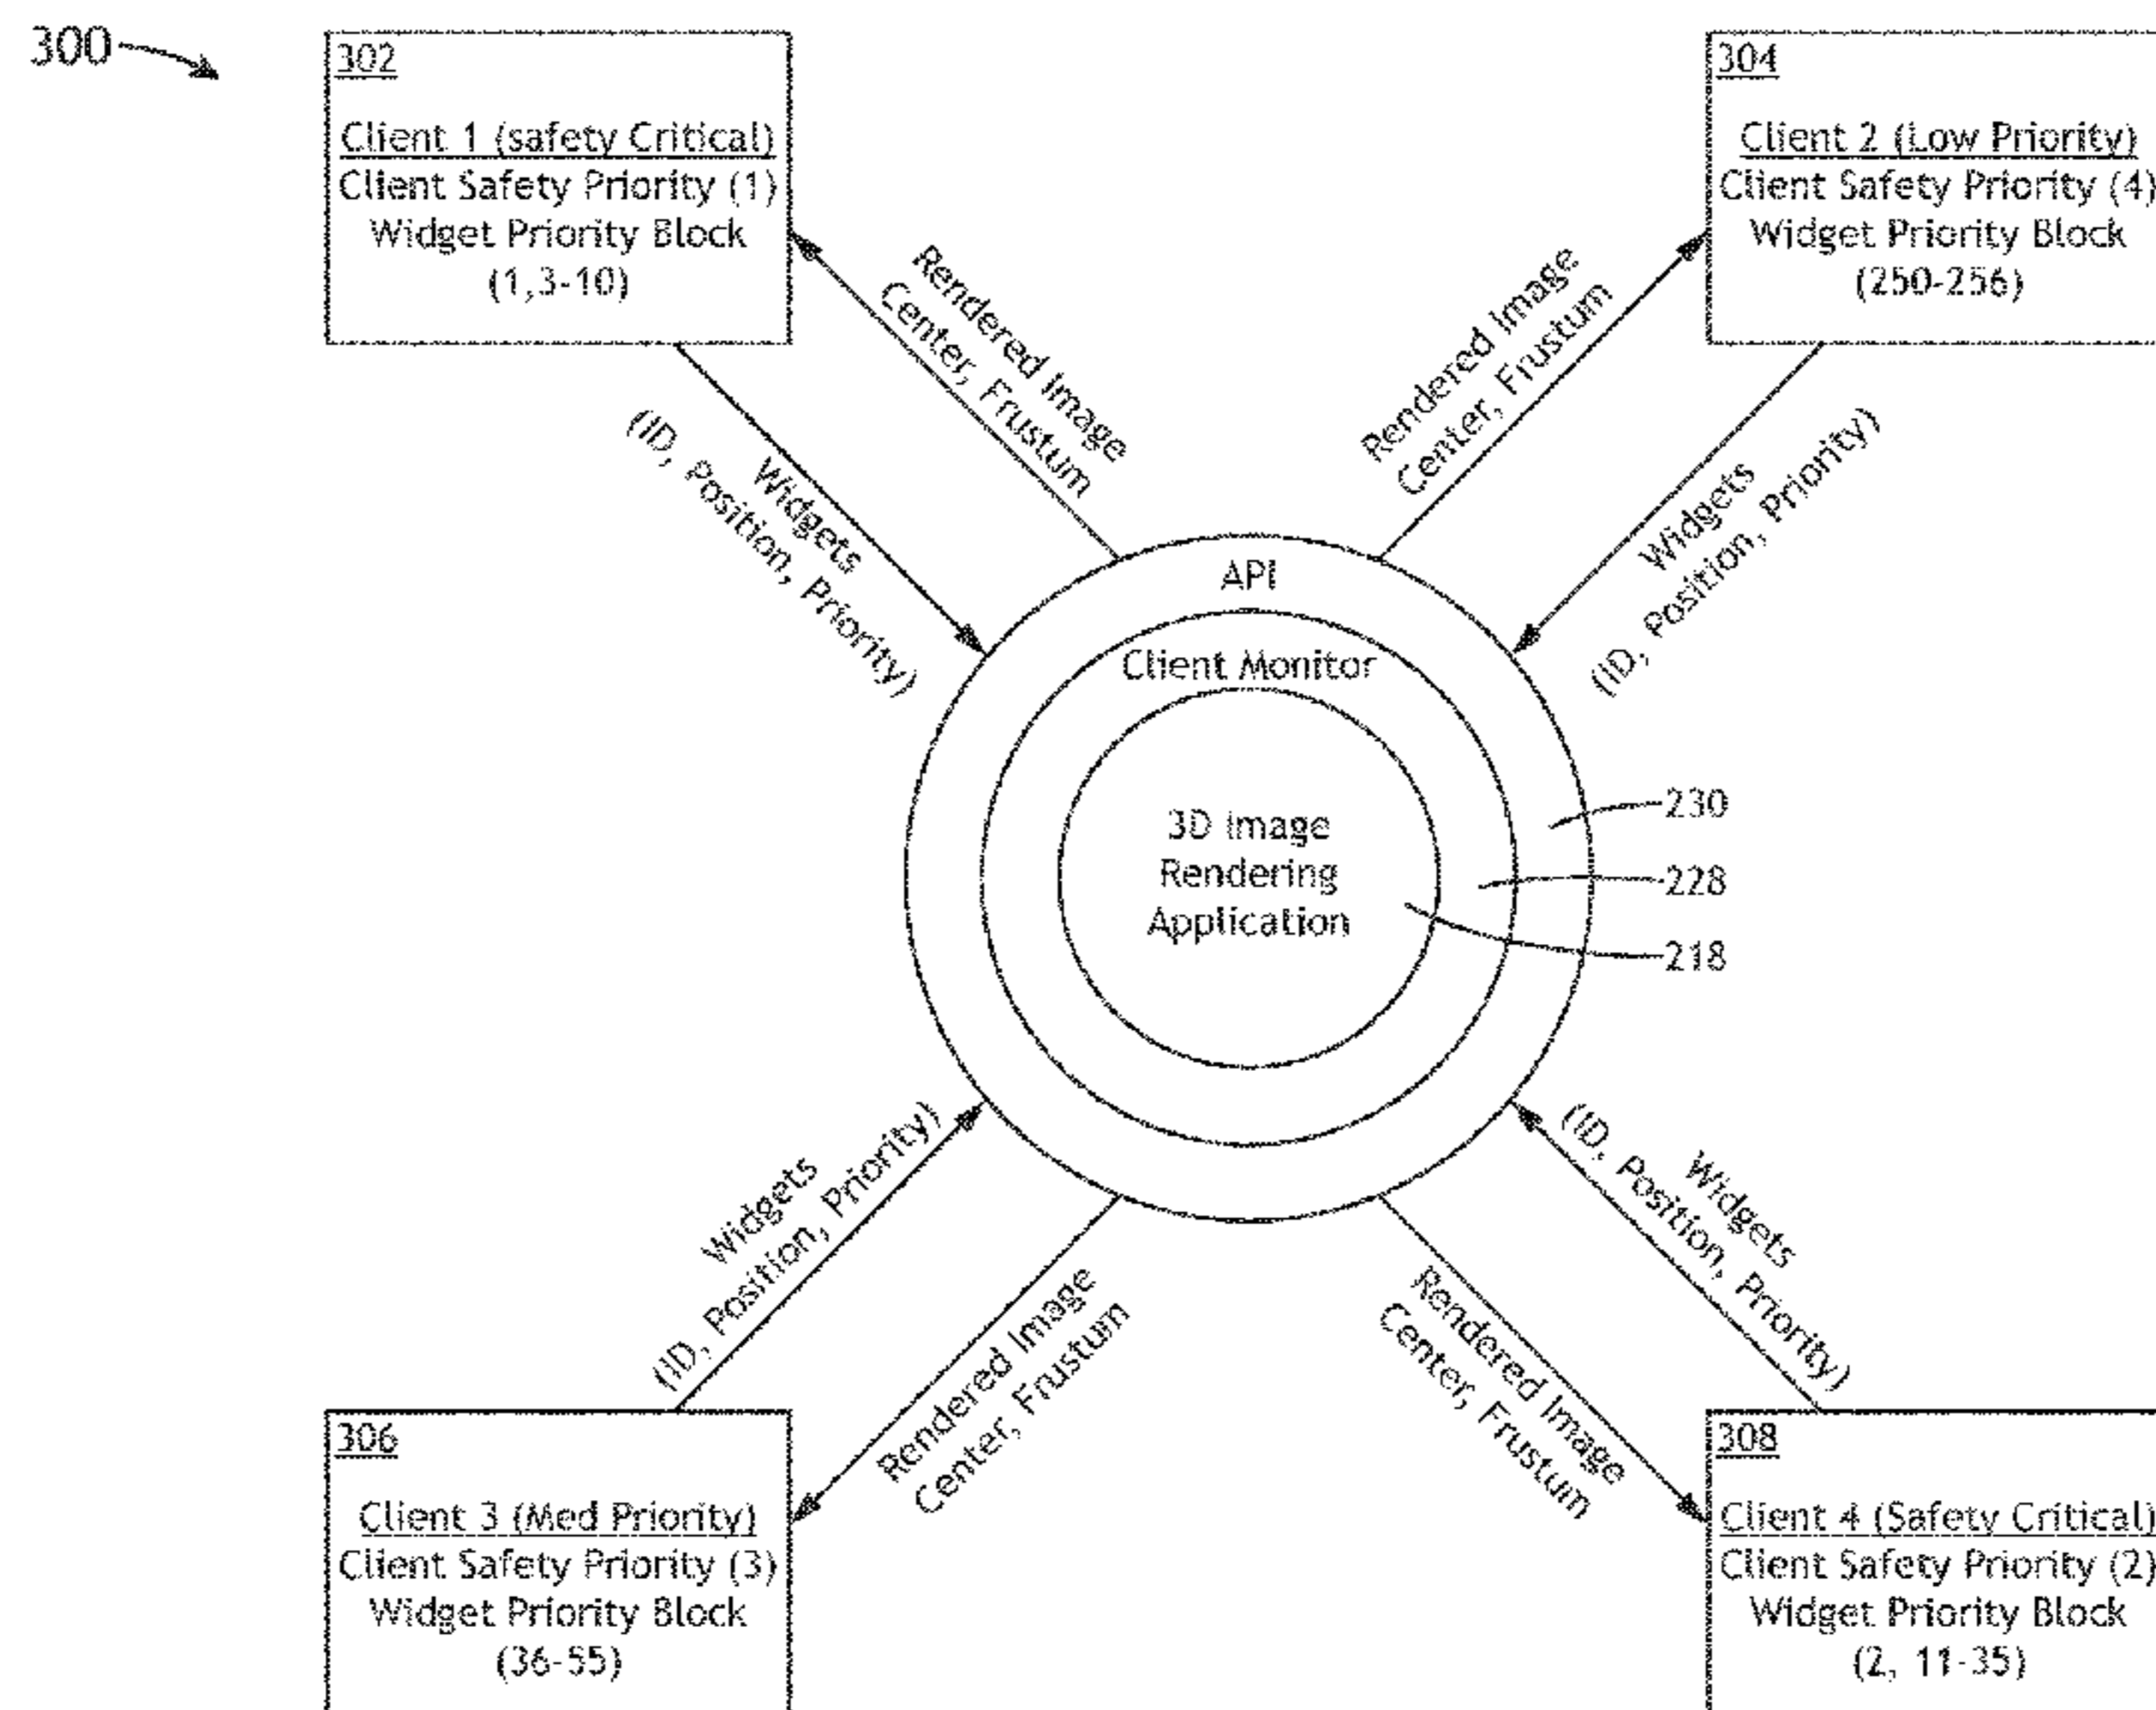 300
302
Client 1 (safety Critical)
Client Safety Priority (1)
Widget Priority Block
(1,3-10)
304
Client 2 (Low Priority)
Client Safety Priority (4)
Widget Priority Block
(250-256)
Rendered Image
Center, Frustum
Widgets
(ID, Position, Priority)
Rendered Image
Center, Frustum
Widgets
(ID, Position, Priority)
API
Client Monitor
3D Image
Rendering
Application
230
228
218
Widgets
(ID, Position, Priority)
Rendered Image
Center, Frustum
Widgets
(ID, Position, Priority)
Rendered Image
Center, Frustum
306
Client 3 (Med Priority)
Client Safety Priority (3)
Widget Priority Block
(36-55)
308
Client 4 (Safety Critical)
Client Safety Priority (2)
Widget Priority Block
(2, 11-35)